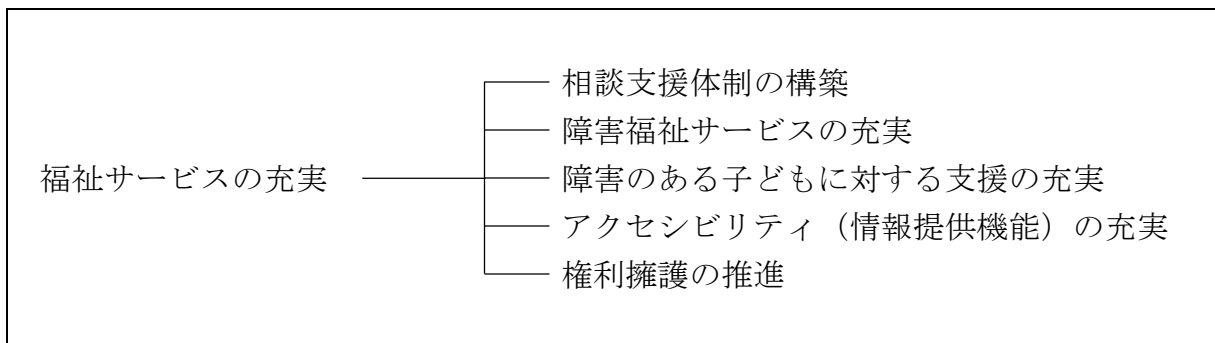 相談支援体制の構築
障害福祉サービスの充実
福祉サービスの充実
障害のある子どもに対する支援の充実
アクセシビリティ（情報提供機能）の充実
権利擁護の推進